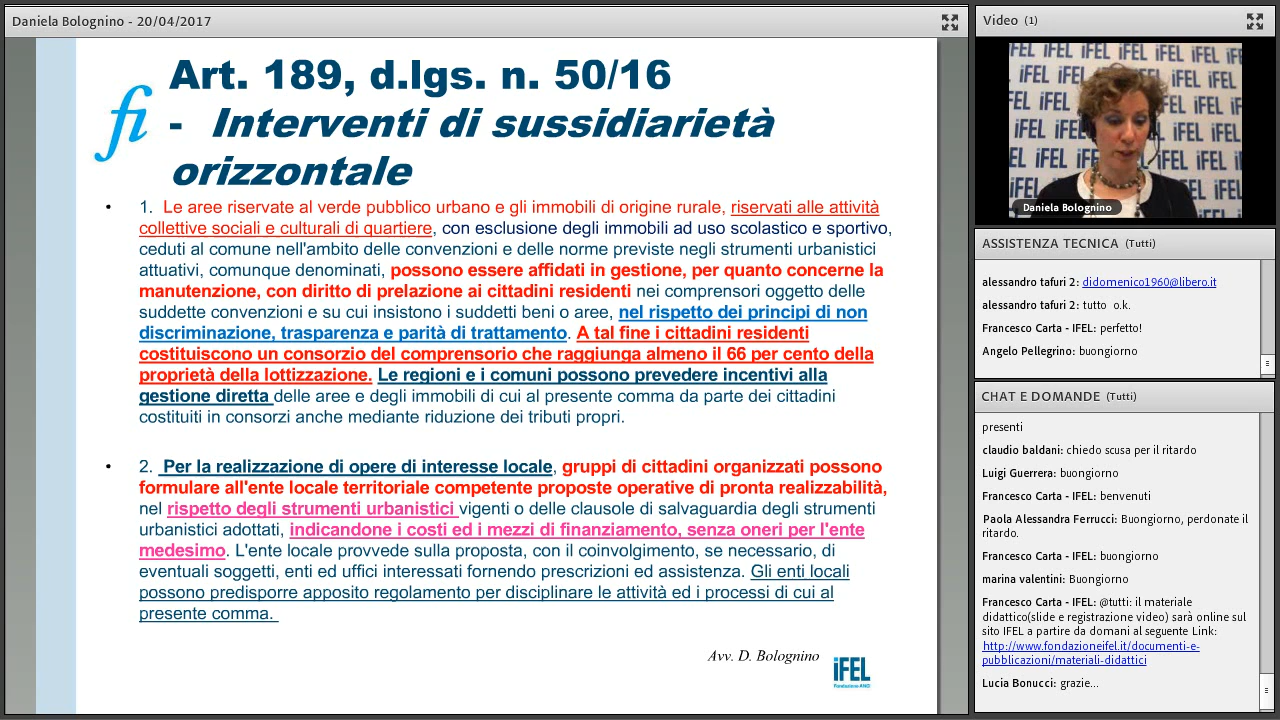 Daniela Bolognino - 20/04/2017
fi
Art. 189, d.lgs. n. 50/16
- Interventi di sussidiarietà
orizzontale
• 1. Le aree riservate al verde pubblico urbano e gli immobili di origine rurale, riservati alle attività
collettive sociali e culturali di quartiere, con esclusione degli immobili ad uso scolastico e sportivo,
ceduti al comune nell'ambito delle convenzioni e delle norme previste negli strumenti urbanistici
attuativi, comunque denominati, possono essere affidati in gestione, per quanto concerne la
manutenzione, con diritto di prelazione ai cittadini residenti nei comprensori oggetto delle
suddette convenzioni e su cui insistono i suddetti beni o aree, nel rispetto dei principi di non
discriminazione, trasparenza e parità di trattamento. A tal fine i cittadini residenti
costituiscono un consorzio del comprensorio che raggiunga almeno il 66 per cento della
proprietà della lottizzazione. Le regioni e i comuni possono prevedere incentivi alla
gestione diretta delle aree e degli immobili di cui al presente comma da parte dei cittadini
costituiti in consorzi anche mediante riduzione dei tributi propri.
• 2. Per la realizzazione di opere di interesse locale, gruppi di cittadini organizzati possono
formulare all'ente locale territoriale competente proposte operative di pronta realizzabilità,
nel rispetto degli strumenti urbanistici vigenti o delle clausole di salvaguardia degli strumenti
urbanistici adottati, indicandone i costi ed i mezzi di finanziamento, senza oneri per l'ente
medesimo. L'ente locale provvede sulla proposta, con il coinvolgimento, se necessario, di
eventuali soggetti, enti ed uffici interessati fornendo prescrizioni ed assistenza. Gli enti locali
possono predisporre apposito regolamento per disciplinare le attività ed i processi di cui al
presente comma.
Avv. D. Bolognino
iFEL
Fondazione ANCI
Video (1)
iFEL
Daniela Bolognino
ASSISTENZA TECNICA (Tutti)
alessandro tafuri 2: didomenico1960@libero.it
alessandro tafuri 2: tutto o.k.
Francesco Carta - IFEL: perfetto!
Angelo Pellegrino: buongiorno
CHAT E DOMANDE (Tutti)
presenti
claudio baldani: chiedo scusa per il ritardo
Luigi Guerrera: buongiorno
Francesco Carta - IFEL: benvenuti
Paola Alessandra Ferrucci: Buongiorno, perdonate il
ritardo.
Francesco Carta - IFEL: buongiorno
marina valentini: Buongiorno
Francesco Carta - IFEL: @tutti: il materiale
didattico(slide e registrazione video) sarà online sul
sito IFEL a partire da domani al seguente Link:
http://www.fondazioneifel.it/documenti-e-
pubblicazioni/materiali-didattici
Lucia Bonucci: grazie...